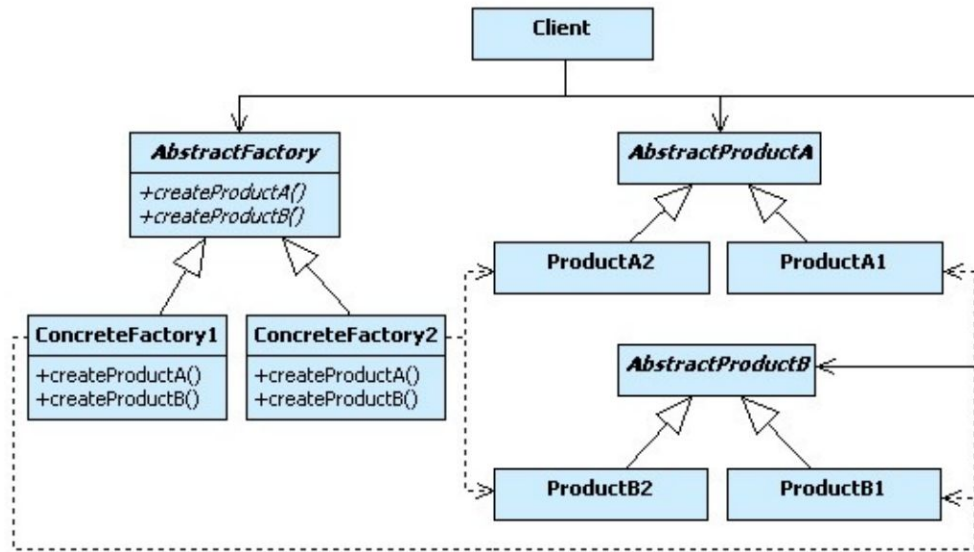 Client
AbstractFactory
+createProductA()
+createProductB()
AbstractProductA
ProductA2
ProductA1
ConcreteFactory1
+createProductA()
+createProductB()
ConcreteFactory2
+createProductA()
+createProductB()
AbstractProductB
ProductB2
ProductB1